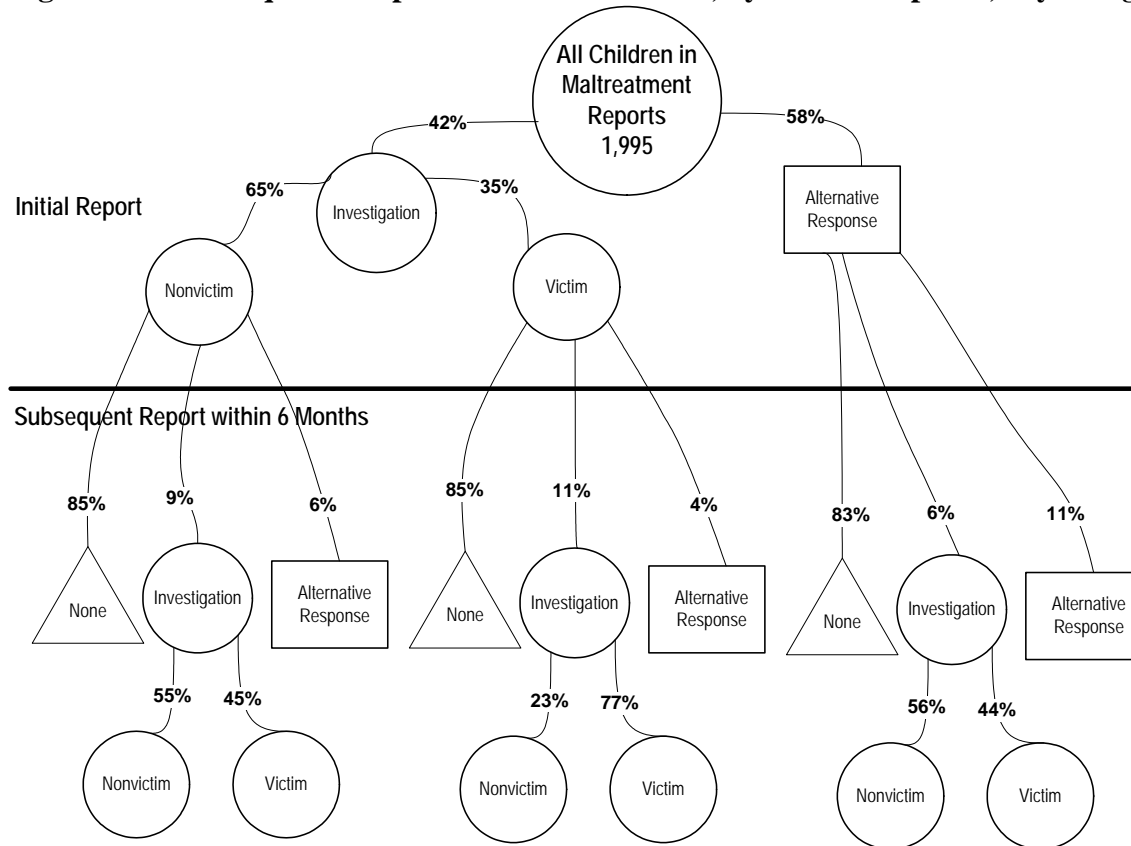 All Children in
Maltreatment
Reports
1,995
42%
58%
65%
35%
Initial Report
Investigation
Alternative
Response
Nonvictim
Victim
Subsequent Report within 6 Months
85%
9%
6%
85%
11%
4%
83%
6%
11%
None
Investigation
Alternative
Response
None
Investigation
Alternative
Response
None
Investigation
Alternative
Response
55%
45%
23%
77%
56%
44%
Nonvictim
Victim
Nonvictim
Victim
Nonvictim
Victim